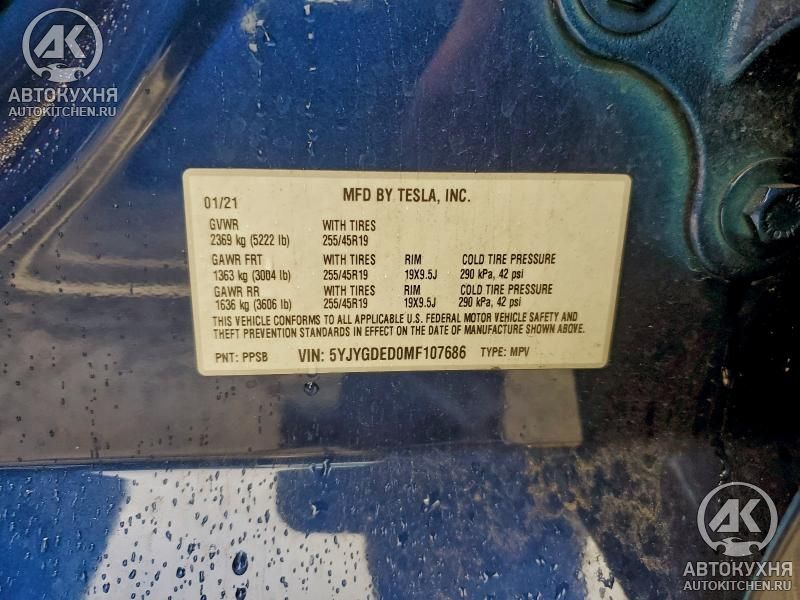 AK
АВТОКУХНЯ
AUTOKITCHEN.RU
01/21 MFD BY TESLA, INC.
GVWR WITH TIRES
2369 kg (5222 lb) 255/45R19
GAWR FRT WITH TIRES RIM COLD TIRE PRESSURE
1363 kg (3004 lb) 255/45R19 19X9.5J 290 kPa, 42 psi
GAWR RR WITH TIRES RIM COLD TIRE PRESSURE
1636 kg (3606 lb) 255/45R19 19X9.5J 290 kPa, 42 psi
THIS VEHICLE CONFORMS TO ALL APPLICABLE U.S. FEDERAL MOTOR VEHICLE SAFETY AND
THEFT PREVENTION STANDARDS IN EFFECT ON THE DATE OF MANUFACTURE SHOWN ABOVE.
PNT: PPSB VIN: 5YJYGDED0MF107686 TYPE: MPV
AK
АВТОКУХНЯ
AUTOKITCHEN.RU